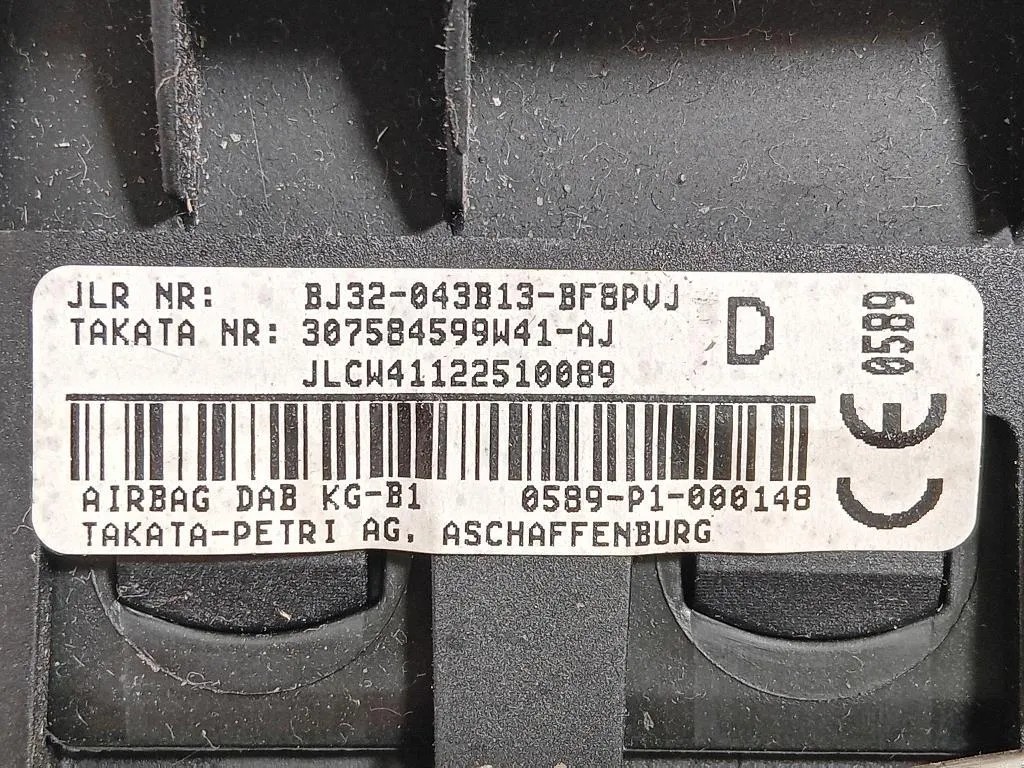 JLR NR: BJ32-043B13-BF8PVJ
TAKATA NR: 307584599W41-AJ
JLCW41122510089
D
0589
CE
AIRBAG DAB KG-B1 0589-P1-000148
TAKATA-PETRI AG, ASCHAFFENBURG